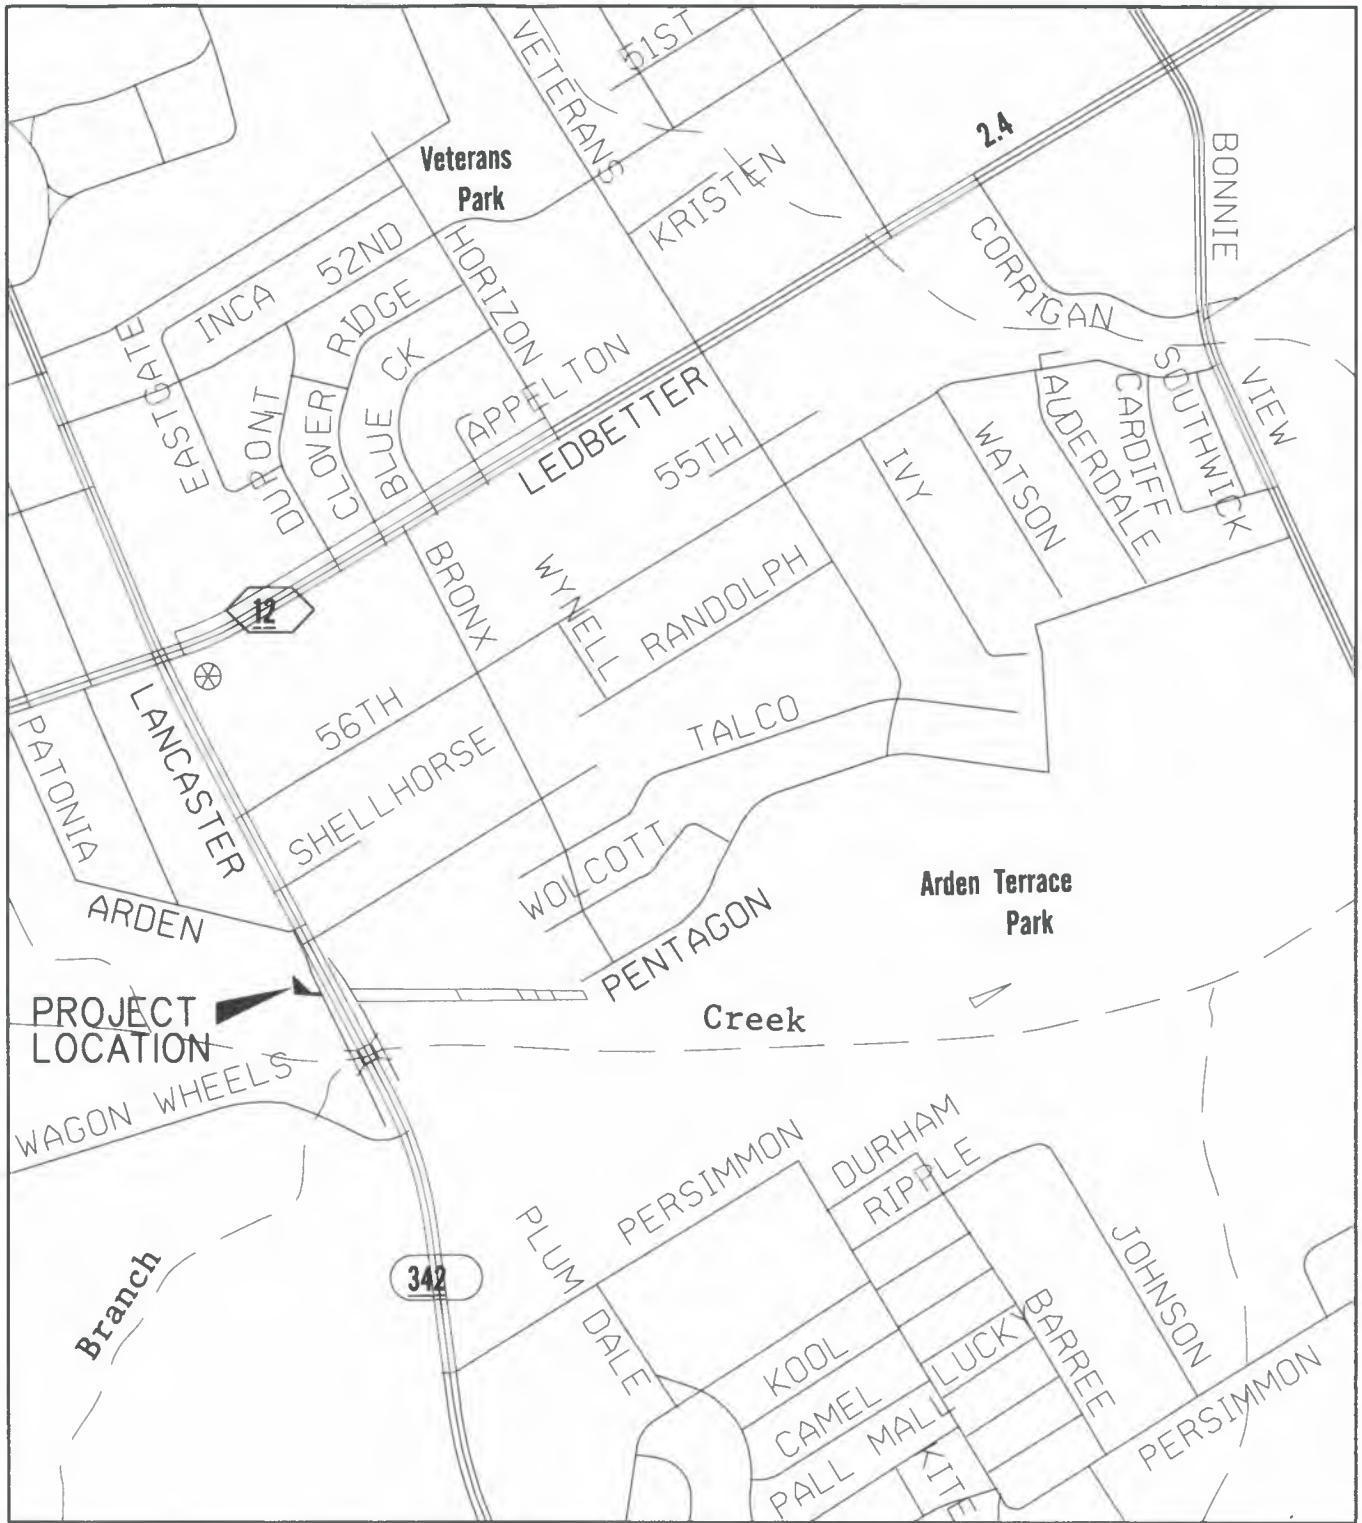 51ST
VETERANS
2.4
BONNIE
Veterans
Park
KRISTEN
CORRIGAN
52ND
HORIZON
INCA
RIDGE
EASTGATE
CK
APPELTON
DUPONT
CLOVER
BLUE
LEDBETTER
55TH
IVY
WATSON
LAUDERDALE
CARDIFF
SOUTHWICK
VIEW
BRONX
WYNELL
RANDOLPH
12
PATONIA
LANCASTER
56TH
SHELLHORSE
TALCO
WOLCOTT
ARDEN
PENTAGON
Arden Terrace
Park
PROJECT
LOCATION
Creek
WAGON WHEELS
Branch
342
PLUM DALE
PERSIMMON
DURHAM
RIPPLE
JOHNSON
KOOL
LUCKY
BARREE
CAMEL
PALL MALL
KITE
PERSIMMON